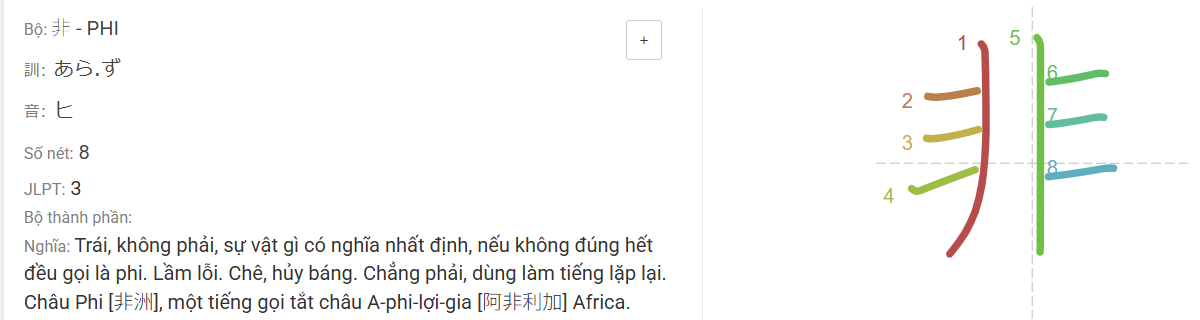 Bộ: 非 - PHI
+
訓: あら.ず
音: ヒ
Số nét: 8
JLPT: 3
Bộ thành phần:
Nghĩa: Trái, không phải, sự vật gì có nghĩa nhất định, nếu không đúng hết
đều gọi là phi. Lầm lỗi. Chê, hủy báng. Chẳng phải, dùng làm tiếng lặp lại.
Châu Phi [非洲], một tiếng gọi tắt châu A-phi-lợi-gia [阿非利加] Africa.
非
1
2
3
4
5
6
7
8